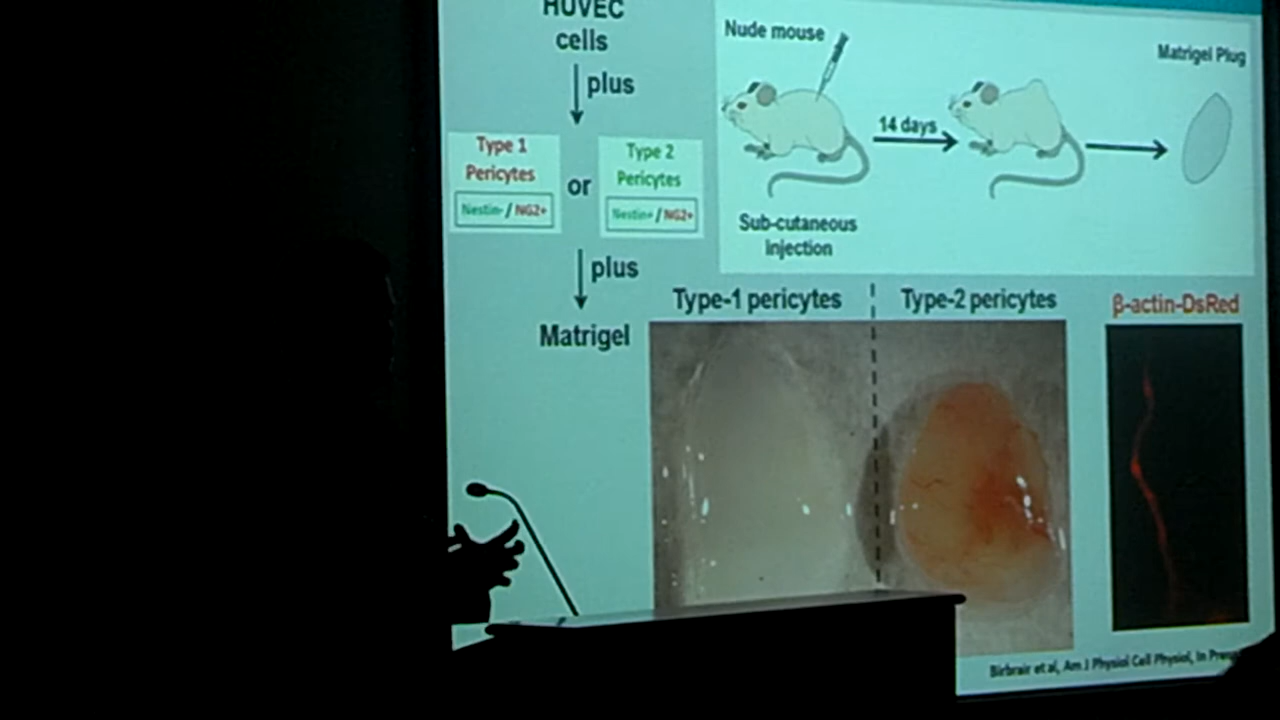 HUVEC
cells
plus
Type 1
Pericytes
Nestin-/NG2+
or
Type 2
Pericytes
Nestin+/NG2+
plus
Matrigel
Nude mouse
14 days
Matrigel Plug
Sub-cutaneous
injection
Type-1 pericytes
Type-2 pericytes
β-actin-DsRed
Birbrair et al, Am J Physiol Cell Physiol, In Press